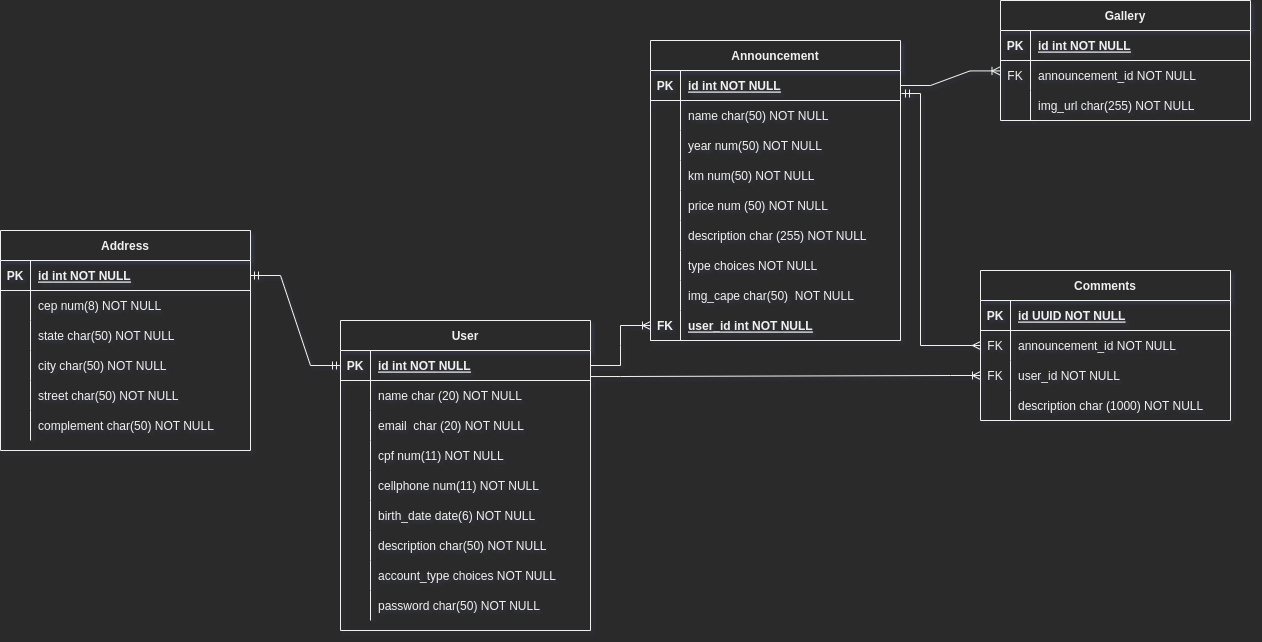 Gallery
PK id int NOT NULL
FK announcement_id NOT NULL
img_url char(255) NOT NULL
Announcement
PK id int NOT NULL
name char(50) NOT NULL
year num(50) NOT NULL
km num(50) NOT NULL
price num (50) NOT NULL
description char (255) NOT NULL
type choices NOT NULL
img_cape char(50)  NOT NULL
FK user_id int NOT NULL
Address
PK id int NOT NULL
cep num(8) NOT NULL
state char(50) NOT NULL
city char(50) NOT NULL
street char(50) NOT NULL
complement char(50) NOT NULL
User
PK id int NOT NULL
name char (20) NOT NULL
email  char (20) NOT NULL
cpf num(11) NOT NULL
cellphone num(11) NOT NULL
birth_date date(6) NOT NULL
description char(50) NOT NULL
account_type choices NOT NULL
password char(50) NOT NULL
Comments
PK id UUID NOT NULL
FK announcement_id NOT NULL
FK user_id NOT NULL
description char (1000) NOT NULL